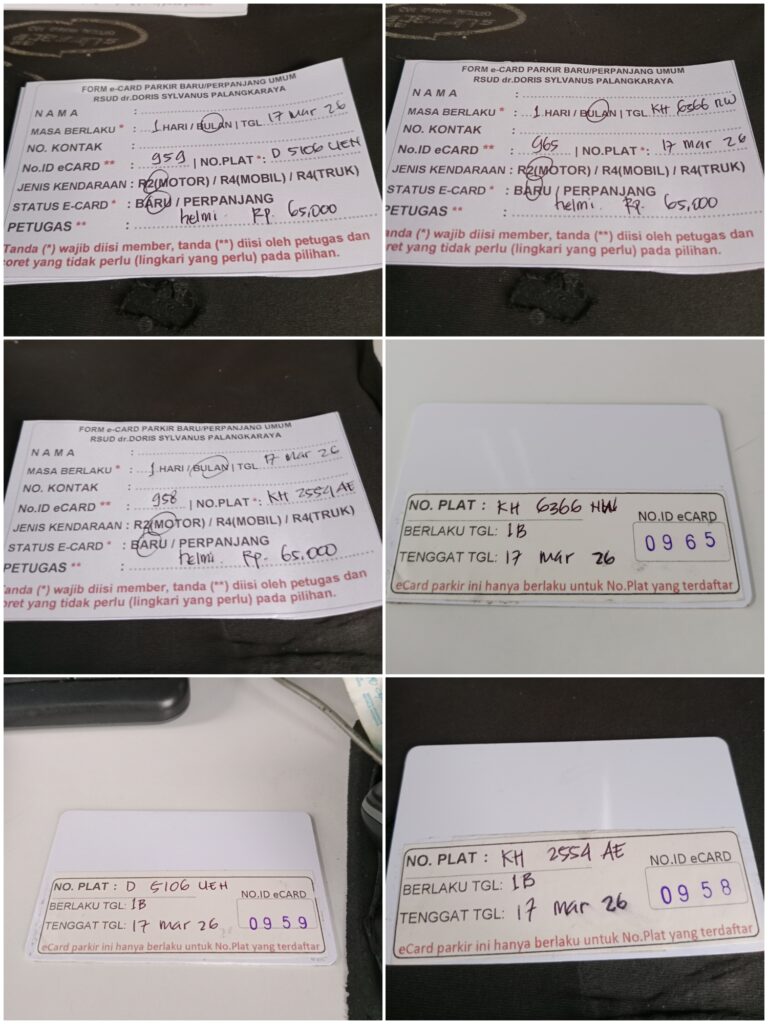 FORM e-CARD PARKIR BARU/PERPANJANG UMUM
RSUD dr.DORIS SYLVANUS PALANGKARAYA
N A M A :
MASA BERLAKU * : 1 HARI / BULAN | TGL 17 Mar 26
NO. KONTAK :
No.ID eCARD ** : 959 | NO.PLAT *: D 5106 UEH
JENIS KENDARAAN : R2(MOTOR) / R4(MOBIL) / R4(TRUK)
STATUS E-CARD * : BARU / PERPANJANG
PETUGAS ** : helmi Rp. 65,000
Tanda (*) wajib diisi member, tanda (**) diisi oleh petugas dan
coret yang tidak perlu (lingkari yang perlu) pada pilihan.
FORM e-CARD PARKIR BARU/PERPANJANG UMUM
RSUD dr.DORIS SYLVANUS PALANGKARAYA
N A M A :
MASA BERLAKU * : 1 HARI / BULAN | TGL KH 6366 NW
NO. KONTAK :
No.ID eCARD ** : 965 | NO.PLAT *: 17 Mar 26
JENIS KENDARAAN : R2(MOTOR) / R4(MOBIL) / R4(TRUK)
STATUS E-CARD * : BARU / PERPANJANG
PETUGAS ** : helmi Rp. 65,000
anda (*) wajib diisi member, tanda (**) diisi oleh petugas dan
oret yang tidak perlu (lingkari yang perlu) pada pilihan.
FORM e-CARD PARKIR BARU/PERPANJANG UMUM
RSUD dr.DORIS SYLVANUS PALANGKARAYA
N A M A :
MASA BERLAKU * : 1 HARI / BULAN | TGL 17 Mar 26
NO. KONTAK :
No.ID eCARD ** : 958 | NO.PLAT *: KH 2554 AE
JENIS KENDARAAN : R2(MOTOR) / R4(MOBIL) / R4(TRUK)
STATUS E-CARD * : BARU / PERPANJANG
PETUGAS ** : helmi Rp. 65.000
anda (*) wajib diisi member, tanda (**) diisi oleh petugas dan
oret yang tidak perlu (lingkari yang perlu) pada pilihan.
NO. PLAT : KH 6366 NW
BERLAKU TGL: 1B
NO.ID eCARD
0965
TENGGAT TGL: 17 Mar 26
eCard parkir ini hanya berlaku untuk No.Plat yang terdaftar
NO. PLAT : D 5106 UEH
BERLAKU TGL: 1B
NO.ID eCARD
0959
TENGGAT TGL: 17 Mar 26
eCard parkir ini hanya berlaku untuk No.Plat yang terdaftar
NO. PLAT : KH 2554 AE
BERLAKU TGL: 1B
NO.ID eCARD
0958
TENGGAT TGL: 17 Mar 26
eCard parkir ini hanya berlaku untuk No.Plat yang terdaftar